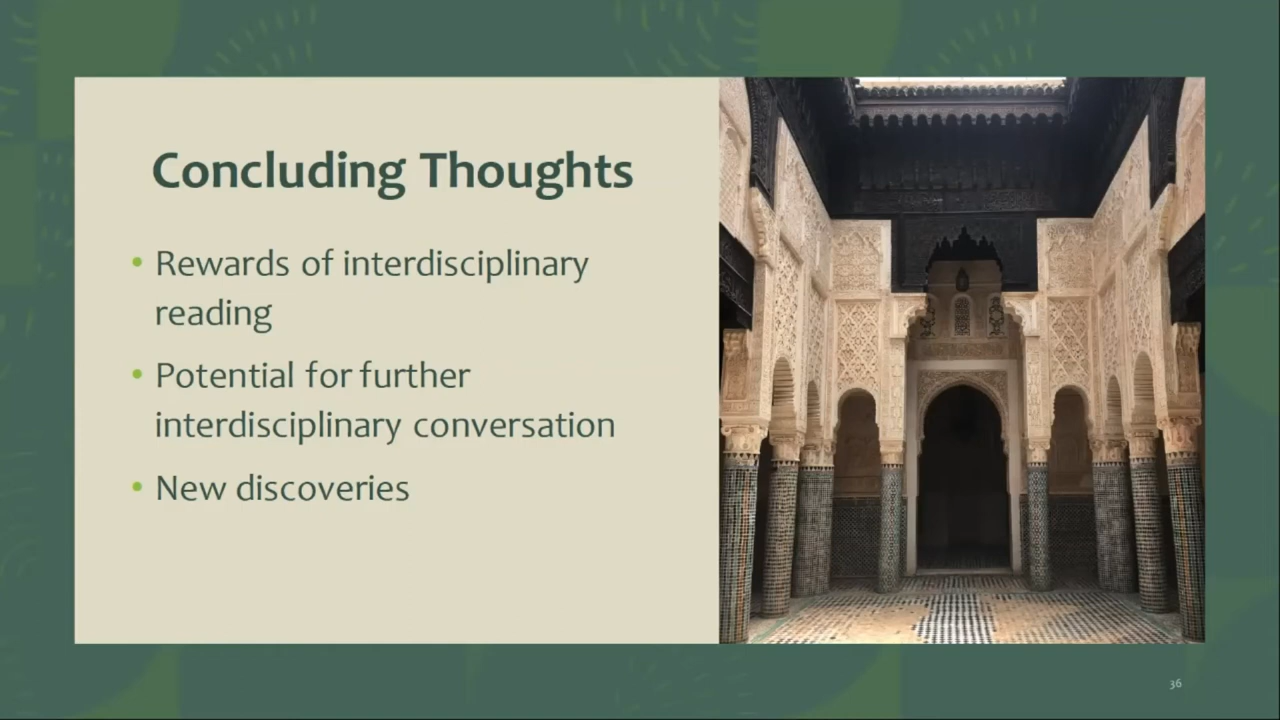 Concluding Thoughts
• Rewards of interdisciplinary
reading
• Potential for further
interdisciplinary conversation
• New discoveries
36